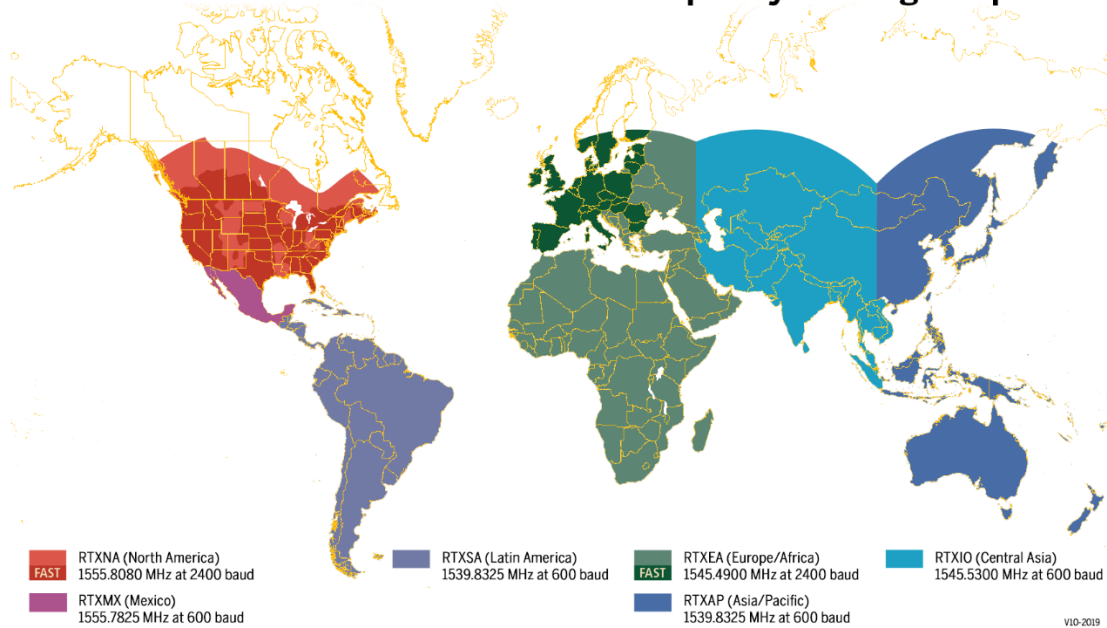 RTXNA (North America)
FAST 1555.8080 MHz at 2400 baud
RTXMX (Mexico)
1555.7825 MHz at 600 baud
RTXSA (Latin America)
1539.8325 MHz at 600 baud
RTXEA (Europe/Africa)
FAST 1545.4900 MHz at 2400 baud
RTXAP (Asia/Pacific)
1539.8325 MHz at 600 baud
RTXIO (Central Asia)
1545.5300 MHz at 600 baud
V10-2019